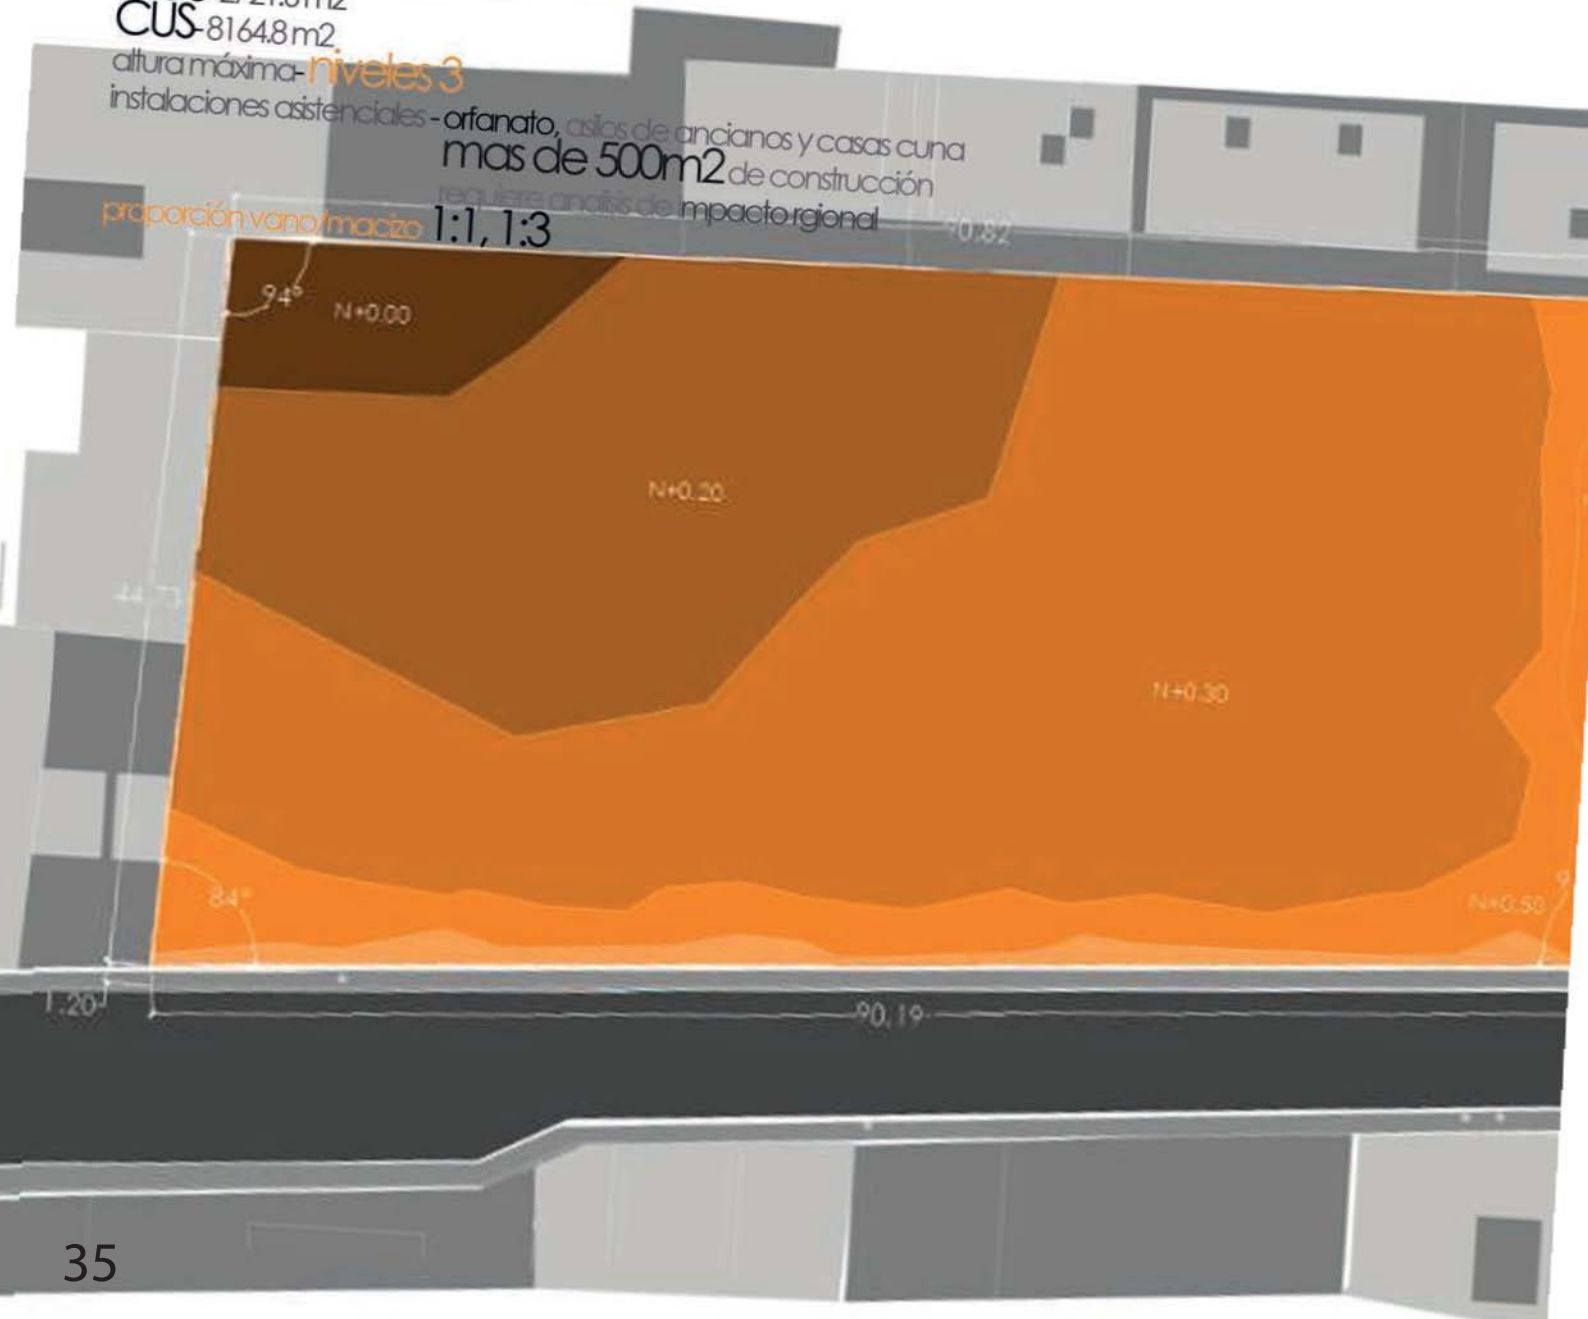 CUS-8164.8 m2
altura máxima-niveles 3
instalaciones asistenciales - orfanato, asilos de ancianos y casas cuna
mas de 500m2 de construcción
requiere analisis de mpacto rgional
proporción vano/macizo 1:1, 1:3
94°
N+0.00
N+0.20
N+0.30
84°
N+0.50
1.20
90.19
35